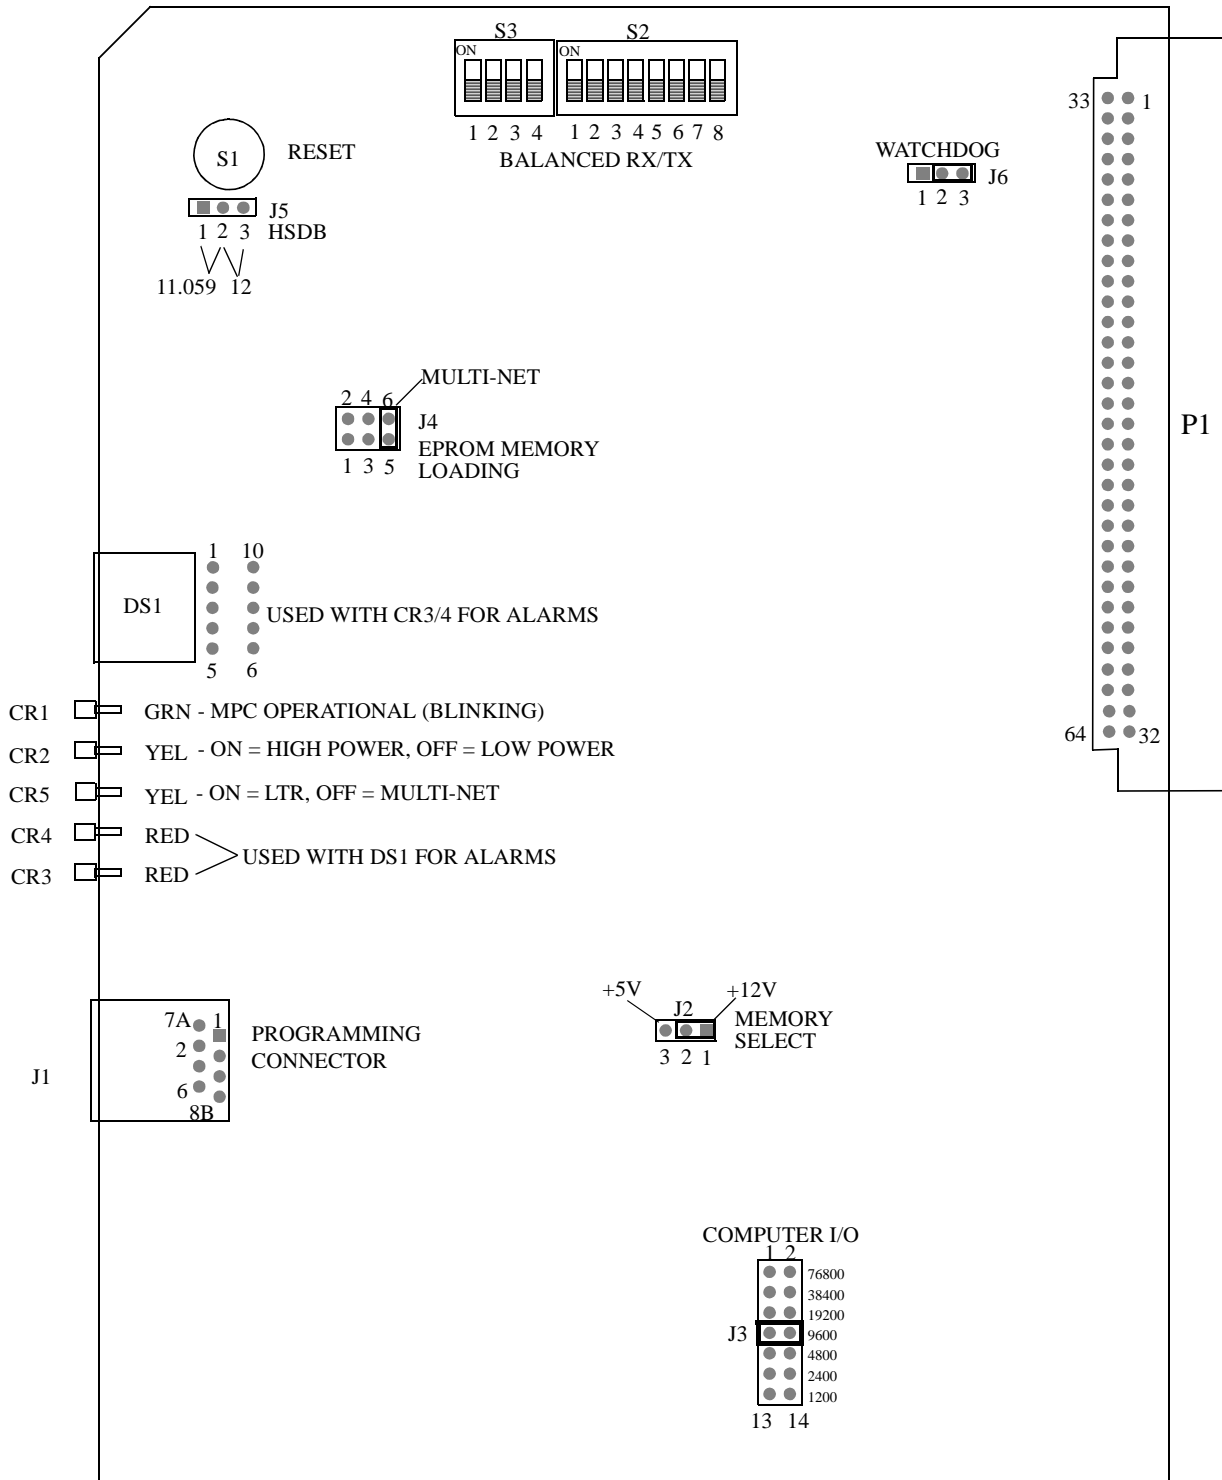 S3 S2
ON ON
1 2 3 4 1 2 3 4 5 6 7 8
BALANCED RX/TX
33 1
S1 RESET
WATCHDOG
J6
1 2 3
J5
1 2 3 HSDB
11.059 12
MULTI-NET
2 4 6
J4
EPROM MEMORY
1 3 5 LOADING
P1
1 10
DS1
USED WITH CR3/4 FOR ALARMS
5 6
CR1 GRN - MPC OPERATIONAL (BLINKING)
64 32
CR2 YEL - ON = HIGH POWER, OFF = LOW POWER
CR5 YEL - ON = LTR, OFF = MULTI-NET
CR4 RED
USED WITH DS1 FOR ALARMS
CR3 RED
+5V +12V
J2
MEMORY
SELECT
3 2 1
7A 1
PROGRAMMING
2
CONNECTOR
J1
6
8B
COMPUTER I/O
1 2
76800
38400
19200
J3 9600
4800
2400
1200
13 14